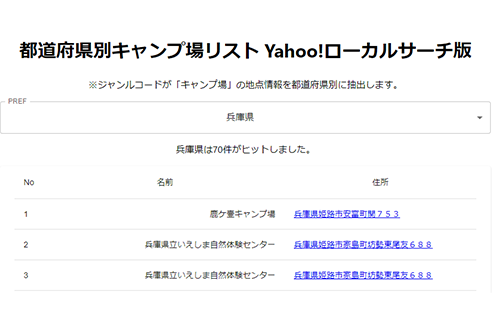 都道府県別キャンプ場リスト Yahoo!ローカルサーチ版
※ジャンルコードが「キャンプ場」の地点情報を都道府県別に抽出します。
PREF
兵庫県
兵庫県は70件がヒットしました。
No 名前 住所
1 鹿ケ壺キャンプ場 兵庫県姫路市安富町関７５３
2 兵庫県立いえしま自然体験センター 兵庫県姫路市家島町坊勢東尾友６８８
3 兵庫県立いえしま自然体験センター 兵庫県姫路市家島町坊勢東尾友６８８